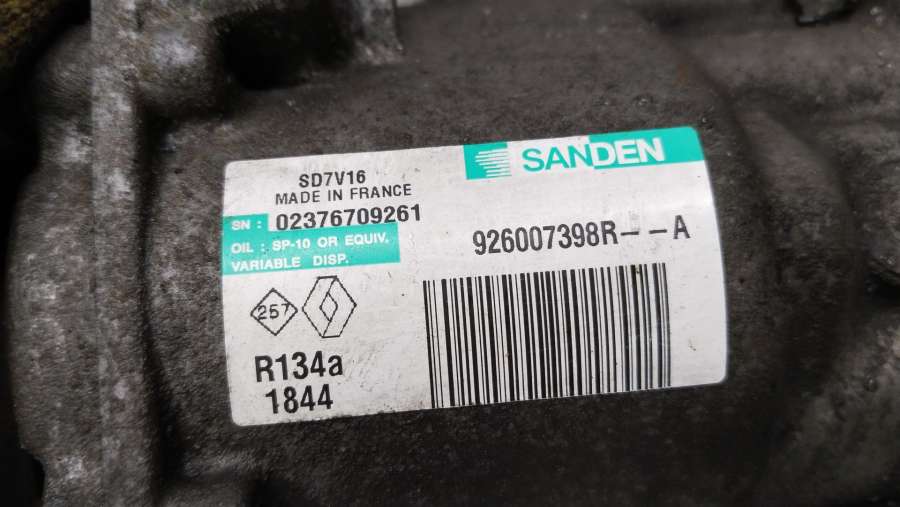 SANDEN
SD7V16
MADE IN FRANCE
SN : 02376709261
926007398R--A
OIL : SP-10 OR EQUIV.
VARIABLE DISP.
257
R134a
1844